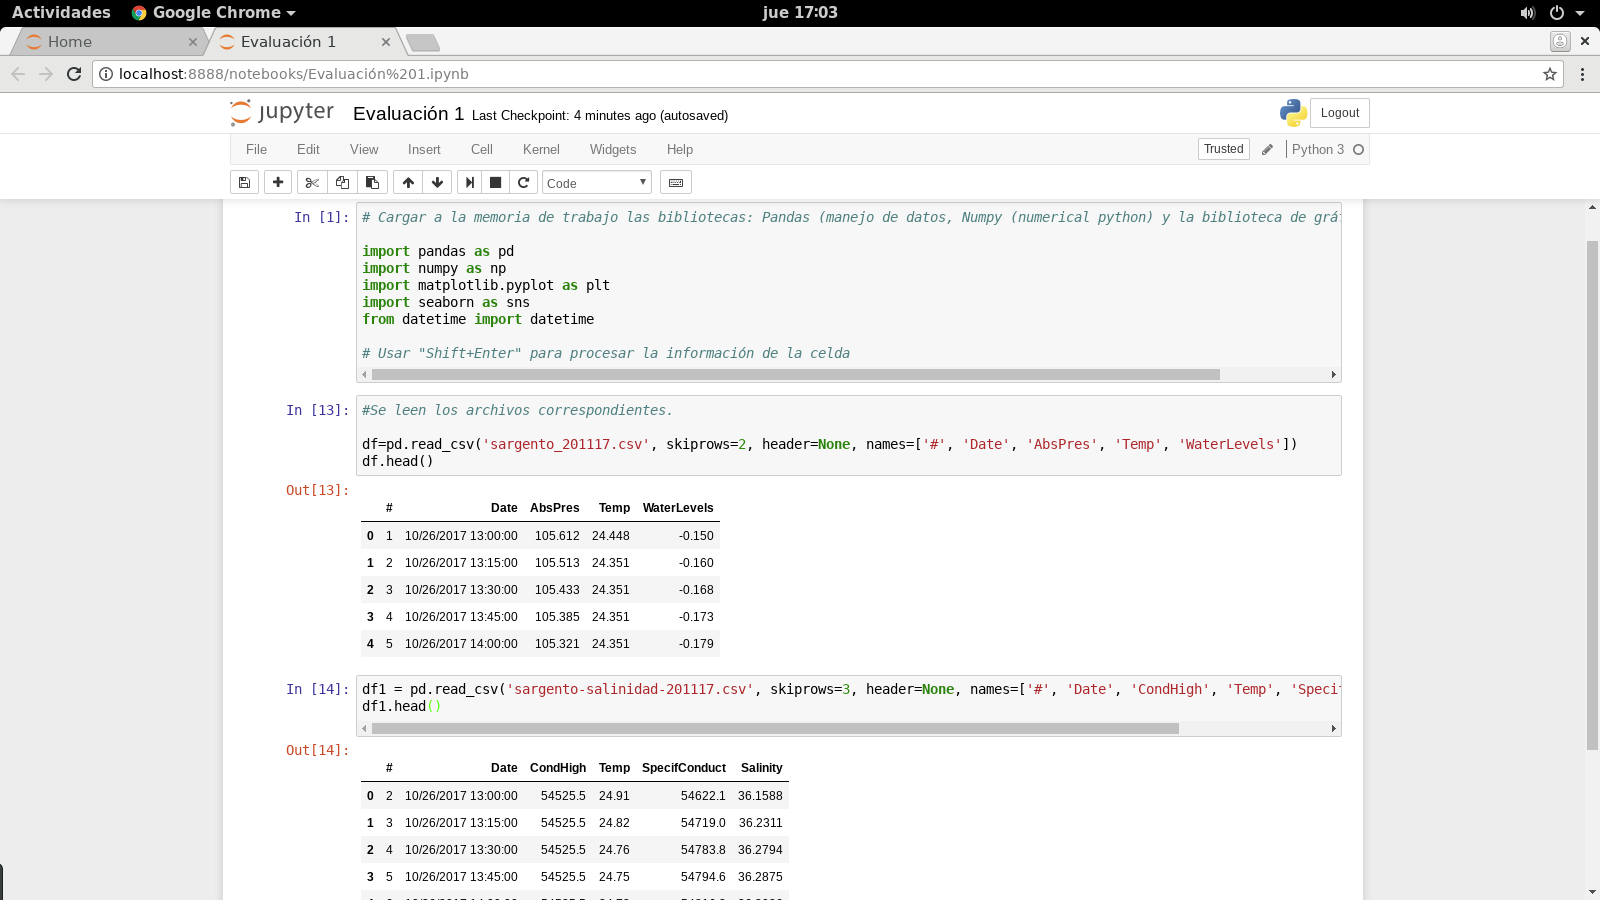 Actividades Google Chrome jue 17:03
Home Evaluación 1
localhost:8888/notebooks/Evaluación%201.ipynb
jupyter Evaluación 1 Last Checkpoint: 4 minutes ago (autosaved) Logout
File Edit View Insert Cell Kernel Widgets Help Trusted Python 3
Code
In [1]: # Cargar a la memoria de trabajo las bibliotecas: Pandas (manejo de datos, Numpy (numerical python) y la biblioteca de
import pandas as pd
import numpy as np
import matplotlib.pyplot as plt
import seaborn as sns
from datetime import datetime
# Usar "Shift+Enter" para procesar la información de la celda
In [13]: #Se leen los archivos correspondientes.
df=pd.read_csv('sargento_201117.csv', skiprows=2, header=None, names=['#', 'Date', 'AbsPres', 'Temp', 'WaterLevels'])
df.head()
Out[13]:
# Date AbsPres Temp WaterLevels
0 1 10/26/2017 13:00:00 105.612 24.448 -0.150
1 2 10/26/2017 13:15:00 105.513 24.351 -0.160
2 3 10/26/2017 13:30:00 105.433 24.351 -0.168
3 4 10/26/2017 13:45:00 105.385 24.351 -0.173
4 5 10/26/2017 14:00:00 105.321 24.351 -0.179
In [14]: df1 = pd.read_csv('sargento-salinidad-201117.csv', skiprows=3, header=None, names=['#', 'Date', 'CondHigh', 'Temp',
df1.head()
Out[14]:
# Date CondHigh Temp SpecifConduct Salinity
0 2 10/26/2017 13:00:00 54525.5 24.91 54622.1 36.1588
1 3 10/26/2017 13:15:00 54525.5 24.82 54719.0 36.2311
2 4 10/26/2017 13:30:00 54525.5 24.76 54783.8 36.2794
3 5 10/26/2017 13:45:00 54525.5 24.75 54794.6 36.2875